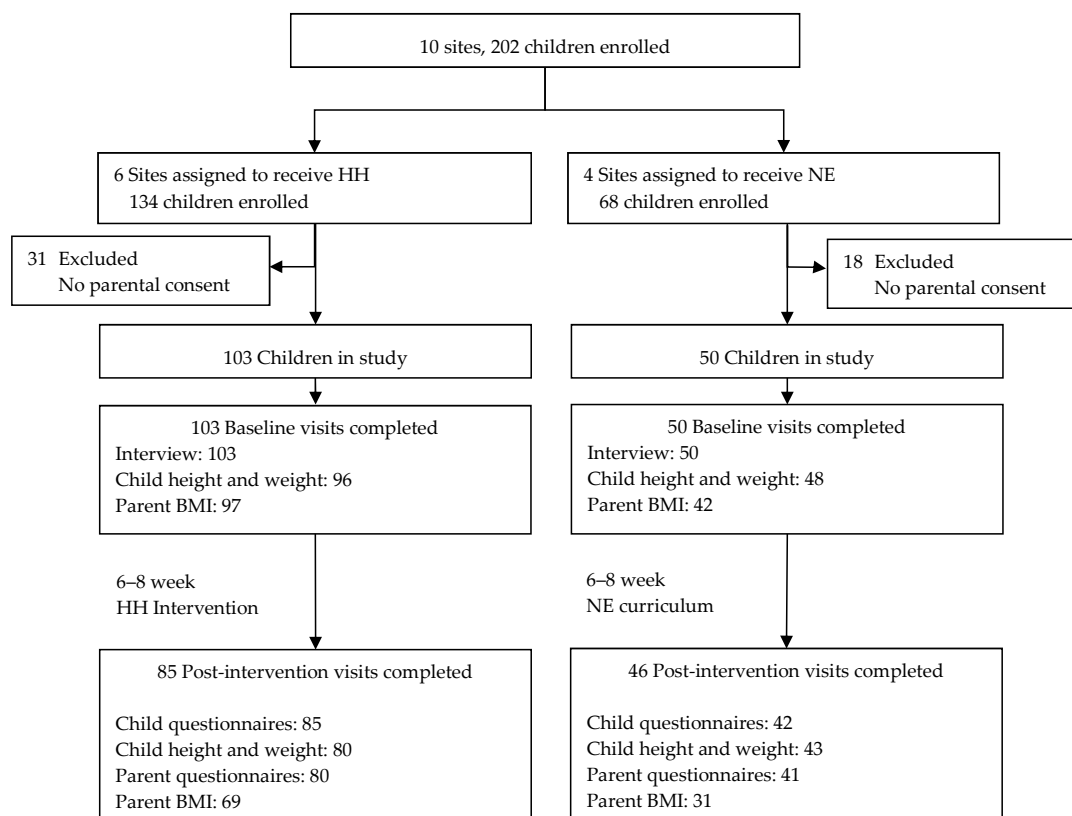 10 sites, 202 children enrolled
6 Sites assigned to receive HH
134 children enrolled
4 Sites assigned to receive NE
68 children enrolled
31 Excluded
No parental consent
18 Excluded
No parental consent
103 Children in study
50 Children in study
103 Baseline visits completed
Interview: 103
Child height and weight: 96
Parent BMI: 97
50 Baseline visits completed
Interview: 50
Child height and weight: 48
Parent BMI: 42
6–8 week
HH Intervention
6–8 week
NE curriculum
85 Post-intervention visits completed
Child questionnaires: 85
Child height and weight: 80
Parent questionnaires: 80
Parent BMI: 69
46 Post-intervention visits completed
Child questionnaires: 42
Child height and weight: 43
Parent questionnaires: 41
Parent BMI: 31